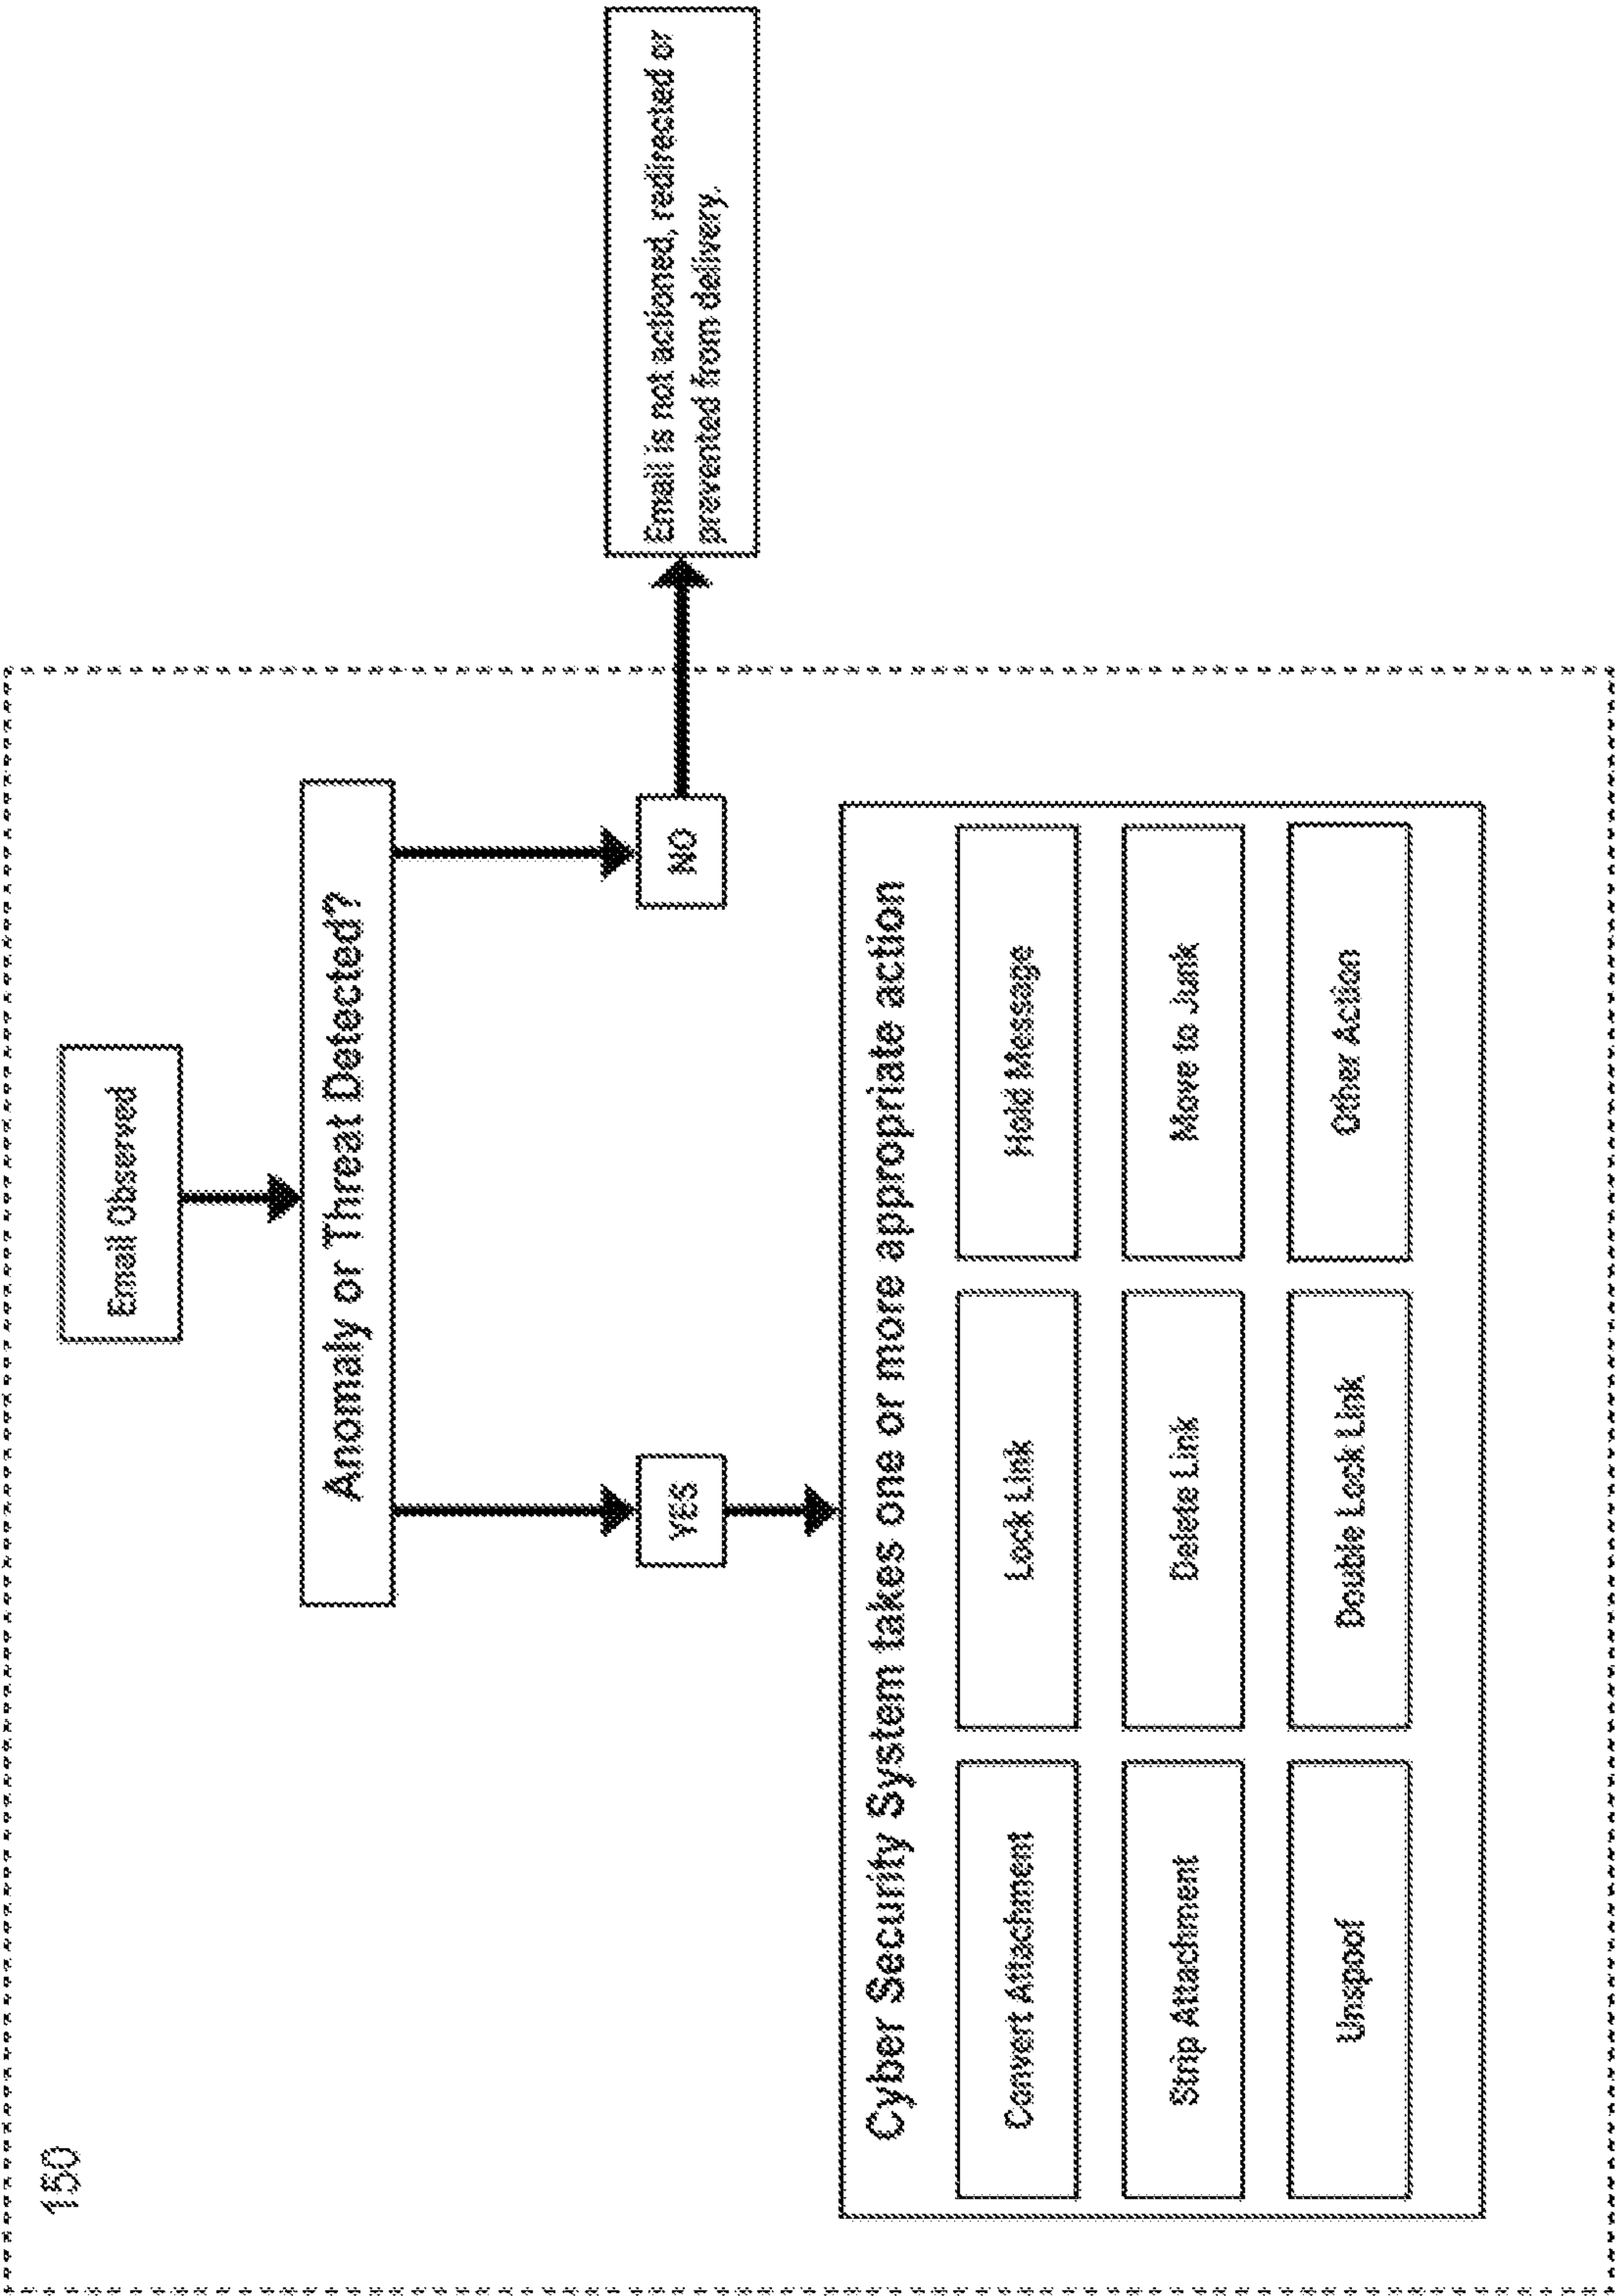 150
Email Observed
Anomaly or Threat Detected?
YES
NO
Email is not actioned, redirected or
prevented from delivery.
Cyber Security System takes one or more appropriate action
Convert Attachment
Lock Link
Hold Message
Strip Attachment
Delete Link
Move to Junk
Unspoof
Double Lock Link
Other Action